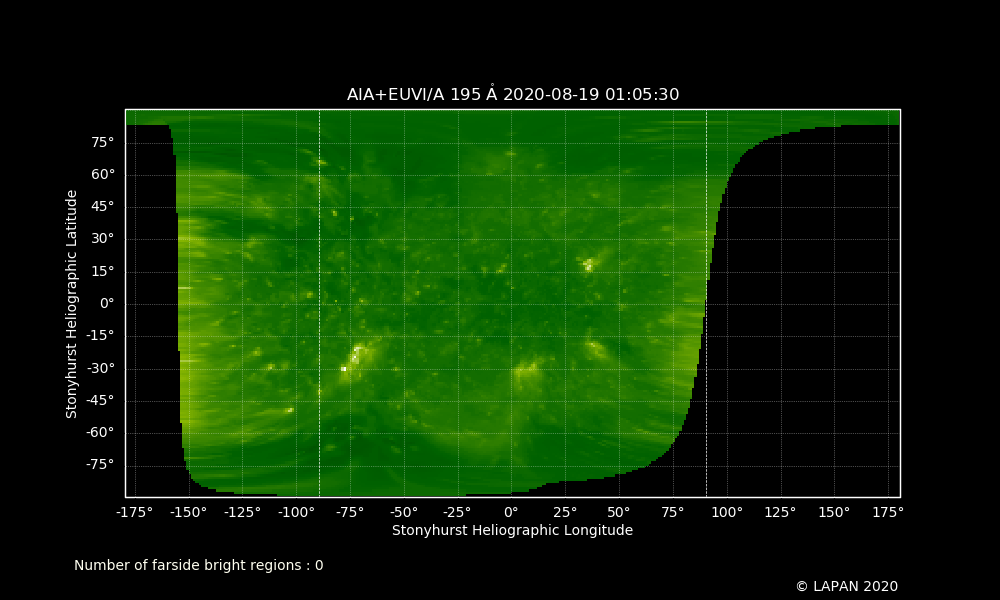 AIA+EUVI/A 195 Å 2020-08-19 01:05:30
75°
60°
45°
30°
15°
0°
-15°
-30°
-45°
-60°
-75°
Stonyhurst Heliographic Latitude
-175° -150° -125° -100° -75° -50° -25° 0° 25° 50° 75° 100° 125° 150° 175°
Stonyhurst Heliographic Longitude
Number of farside bright regions : 0
© LAPAN 2020